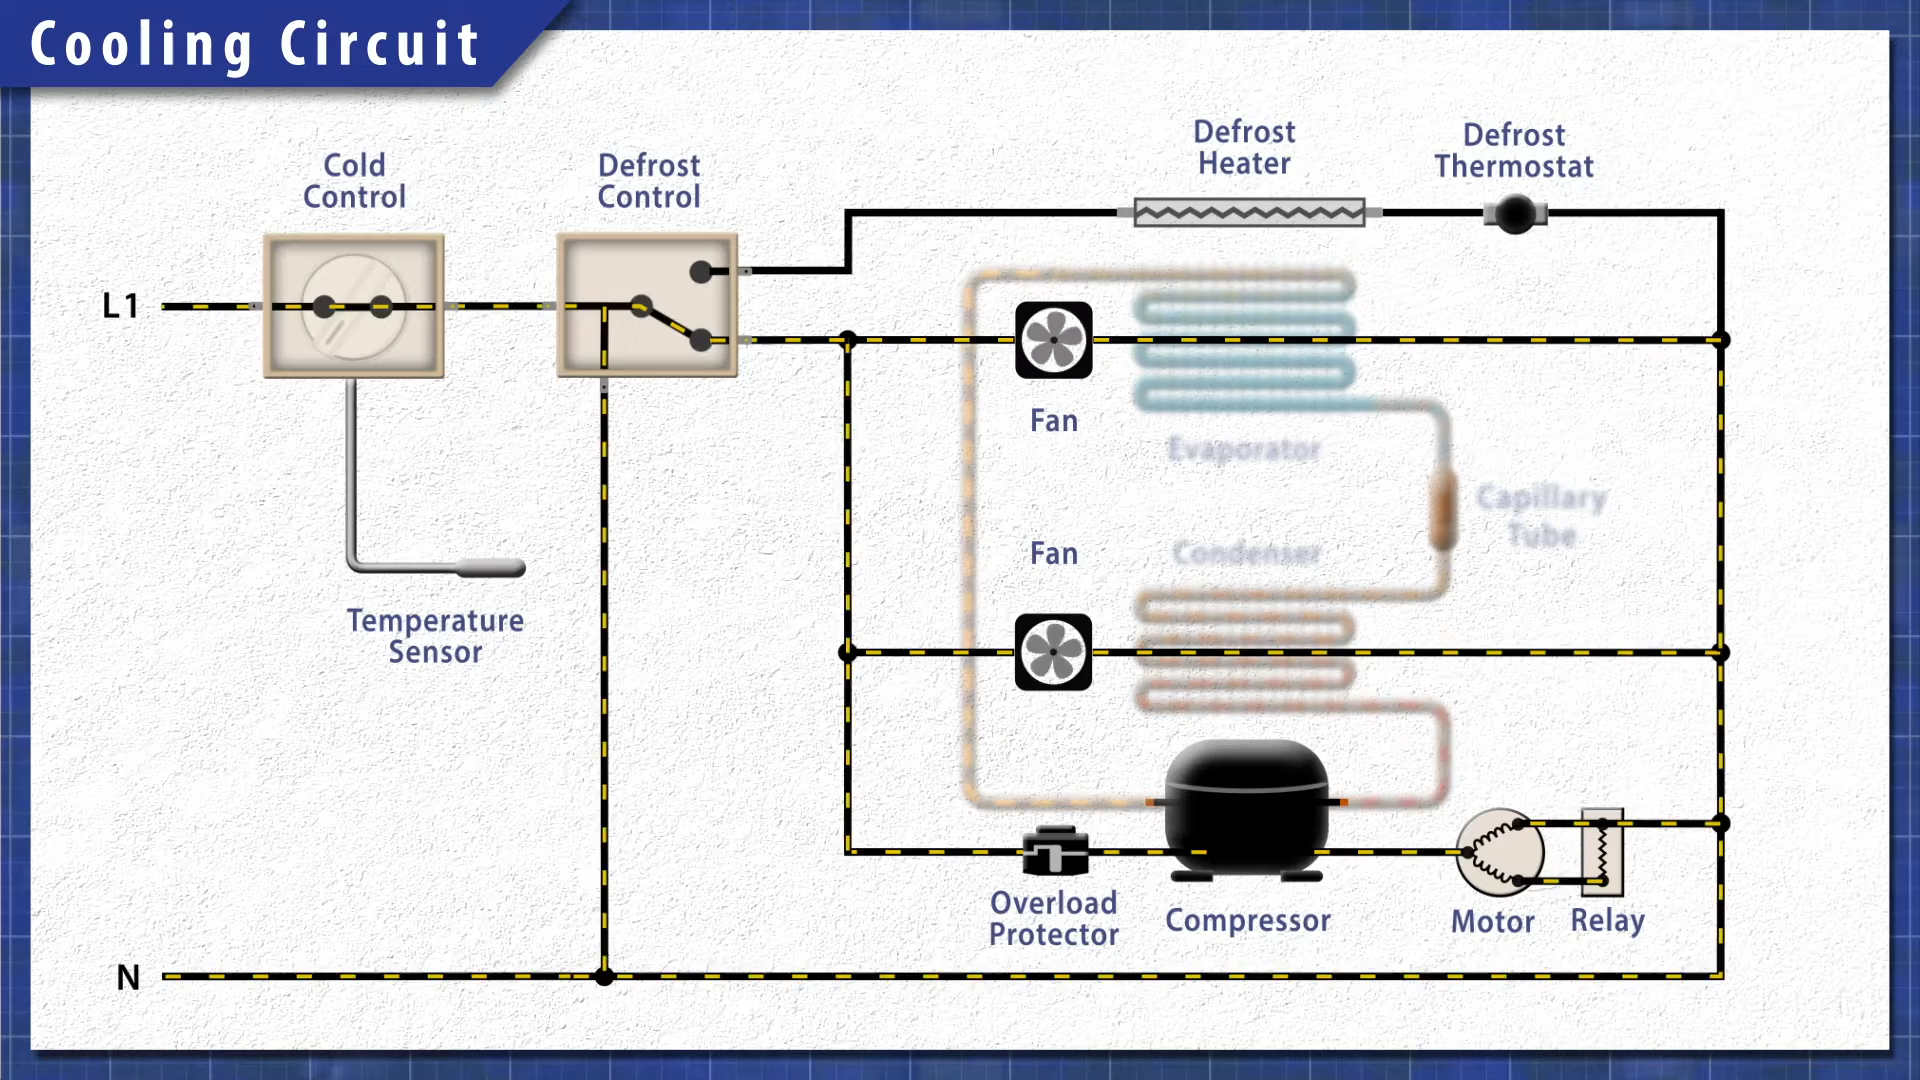 Cooling Circuit
Defrost
Heater
Defrost
Thermostat
Cold
Control
Defrost
Control
L1
Fan
Evaporator
Capillary
Tube
Fan
Condenser
Temperature
Sensor
Overload
Protector
Compressor
Motor
Relay
N